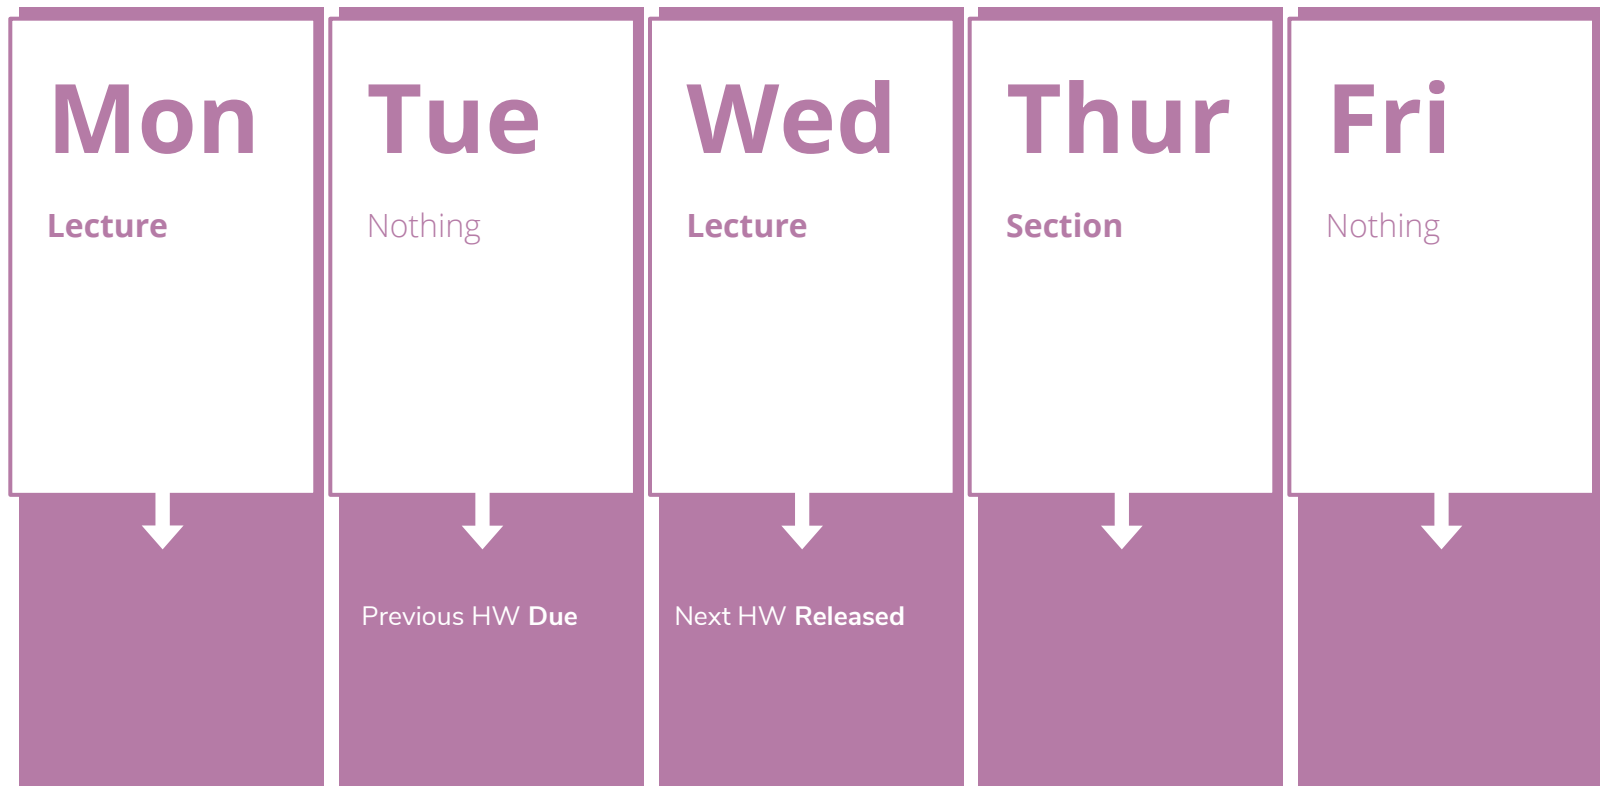 Mon
Lecture
Tue
Nothing
Previous HW Due
Wed
Lecture
Next HW Released
Thur
Section
Fri
Nothing